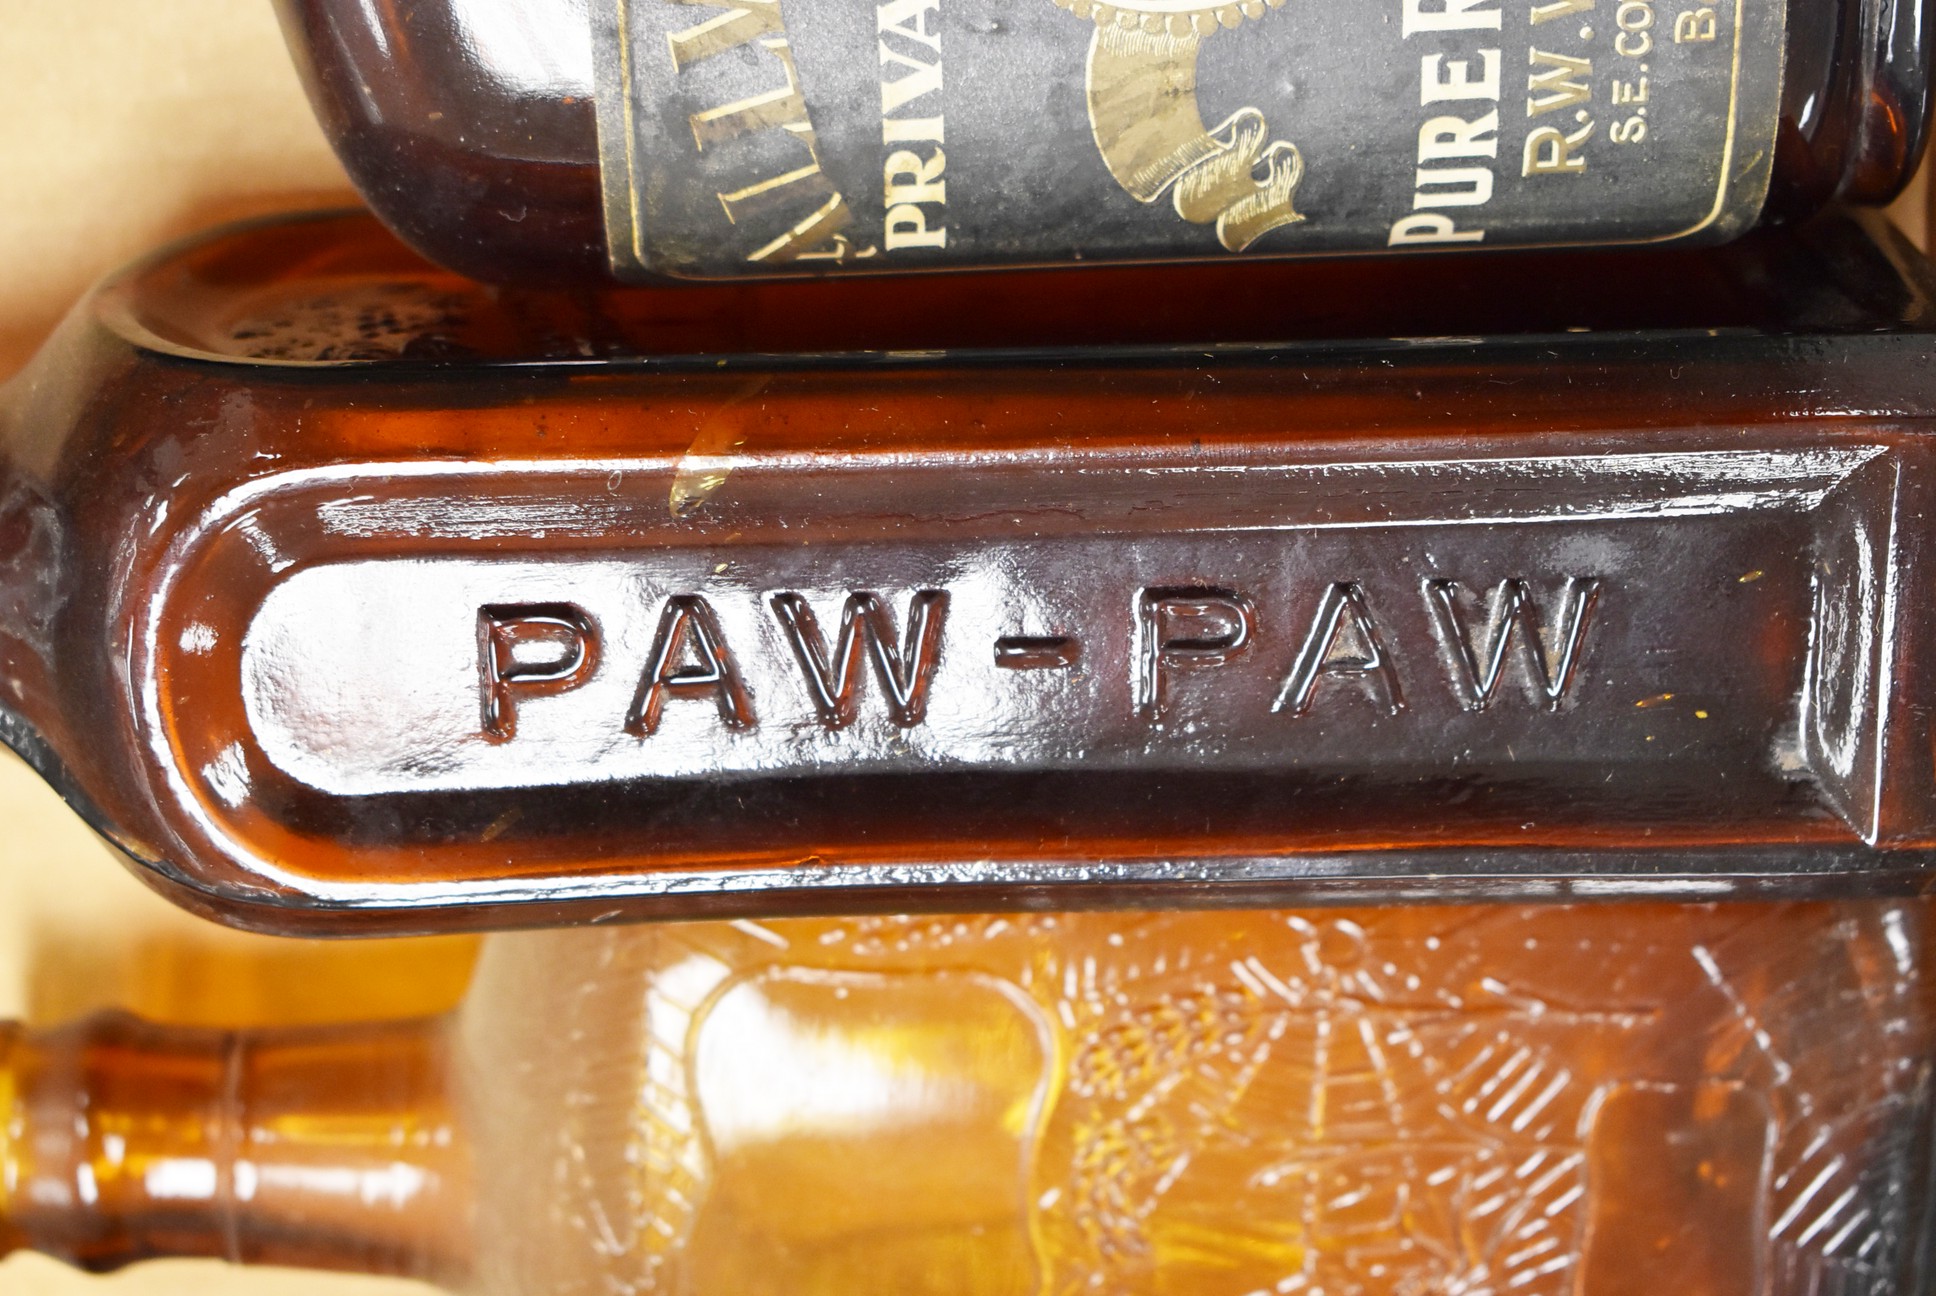 PRIVA
PURE R
R.W.
S.E. CO
B
PAW-PAW